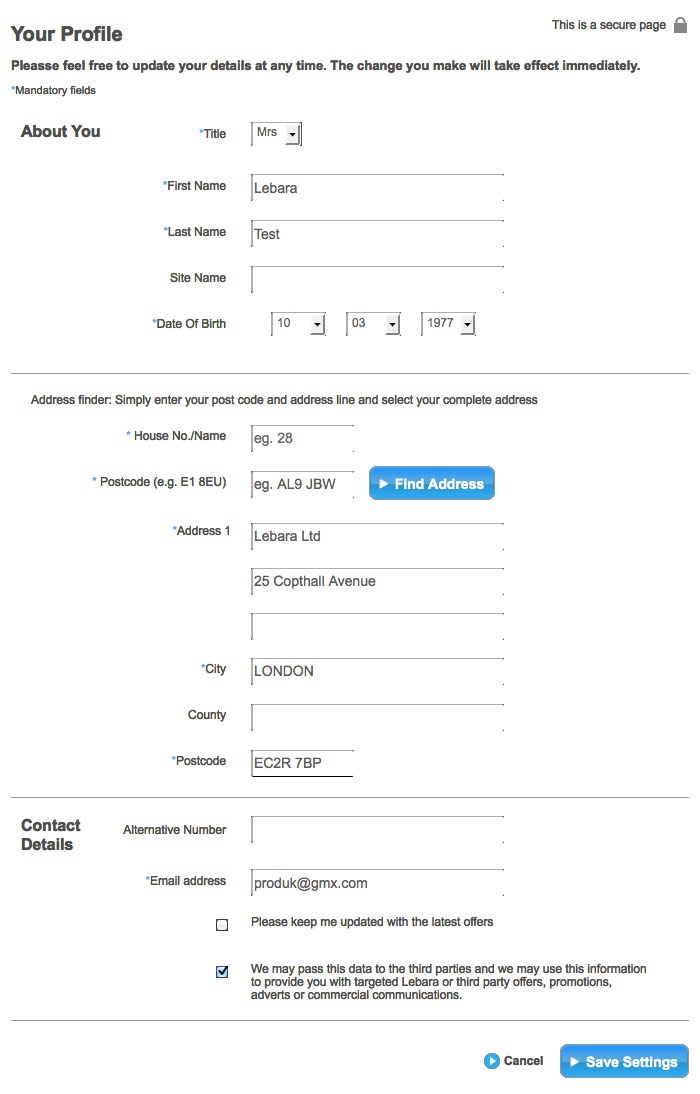 Your Profile
This is a secure page
Pleasse feel free to update your details at any time. The change you make will take effect immediately.
*Mandatory fields
About You
*Title Mrs
*First Name Lebara
*Last Name Test
Site Name
*Date Of Birth 10 03 1977
Address finder: Simply enter your post code and address line and select your complete address
* House No./Name eg. 28
* Postcode (e.g. E1 8EU) eg. AL9 JBW Find Address
*Address 1 Lebara Ltd
25 Copthall Avenue
*City LONDON
County
*Postcode EC2R 7BP
Contact
Details
Alternative Number
*Email address produk@gmx.com
Please keep me updated with the latest offers
We may pass this data to the third parties and we may use this information
to provide you with targeted Lebara or third party offers, promotions,
adverts or commercial communications.
Cancel Save Settings